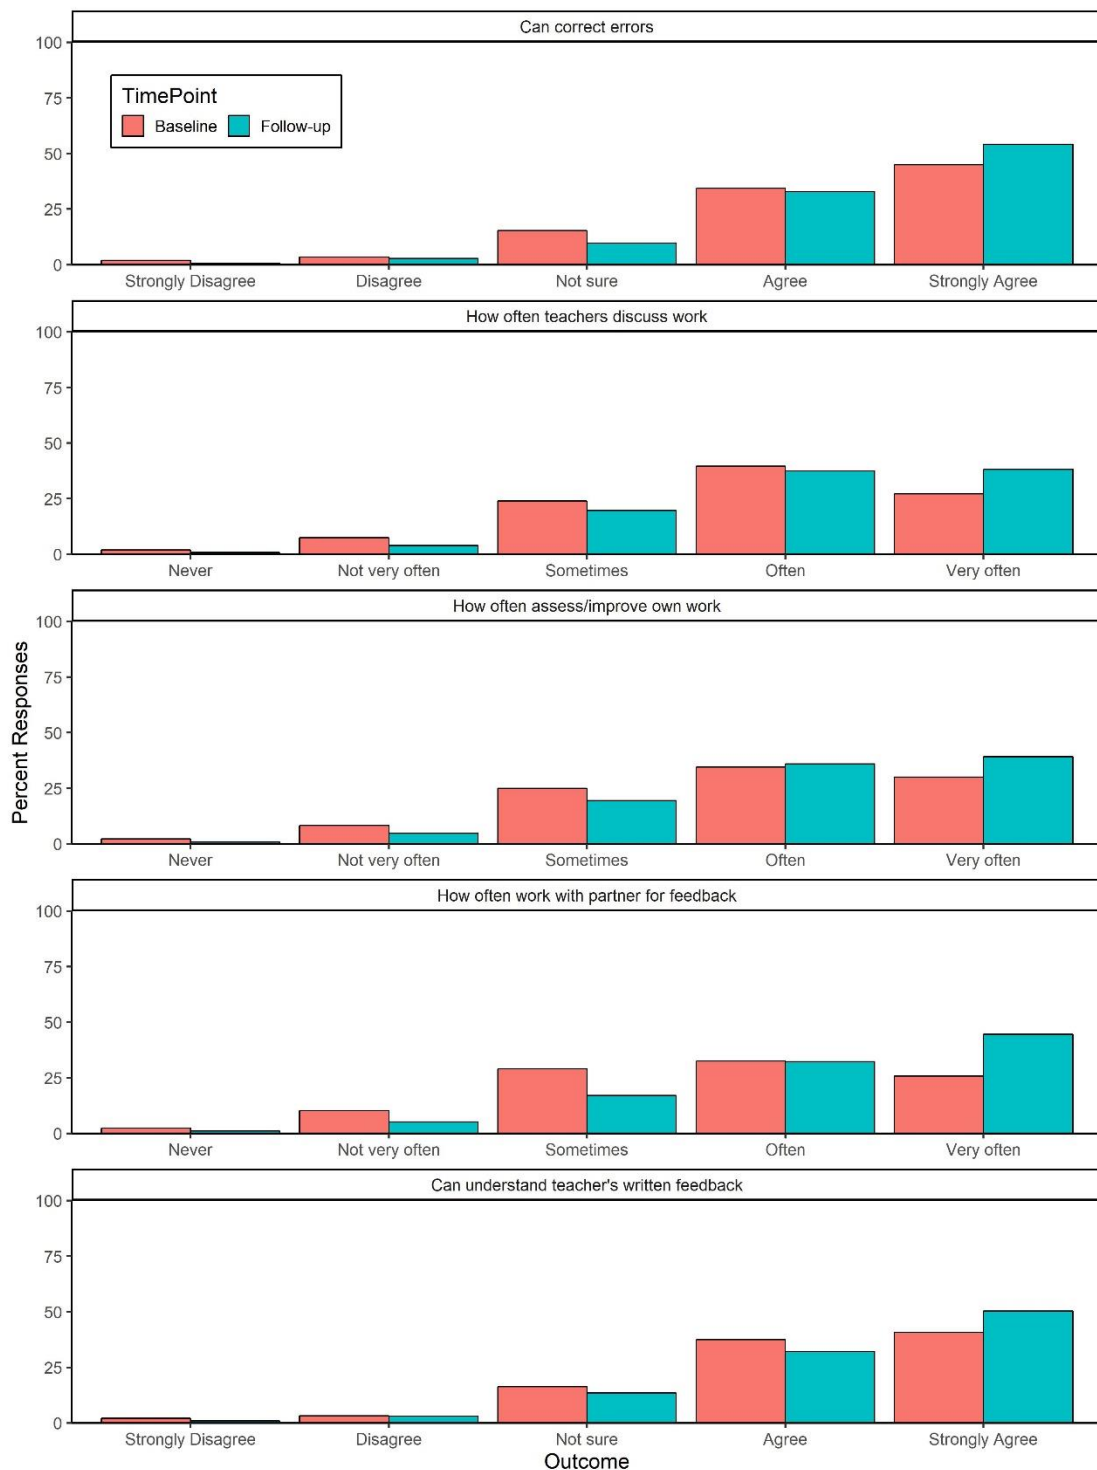 Can correct errors
100
75
50
25
0
TimePoint
Baseline Follow-up
Strongly Disagree Disagree Not sure Agree Strongly Agree
How often teachers discuss work
100
75
50
25
0
Never Not very often Sometimes Often Very often
How often assess/improve own work
100
75
50
25
0
Never Not very often Sometimes Often Very often
Percent Responses
How often work with partner for feedback
100
75
50
25
0
Never Not very often Sometimes Often Very often
Can understand teacher's written feedback
100
75
50
25
0
Strongly Disagree Disagree Not sure Agree Strongly Agree
Outcome